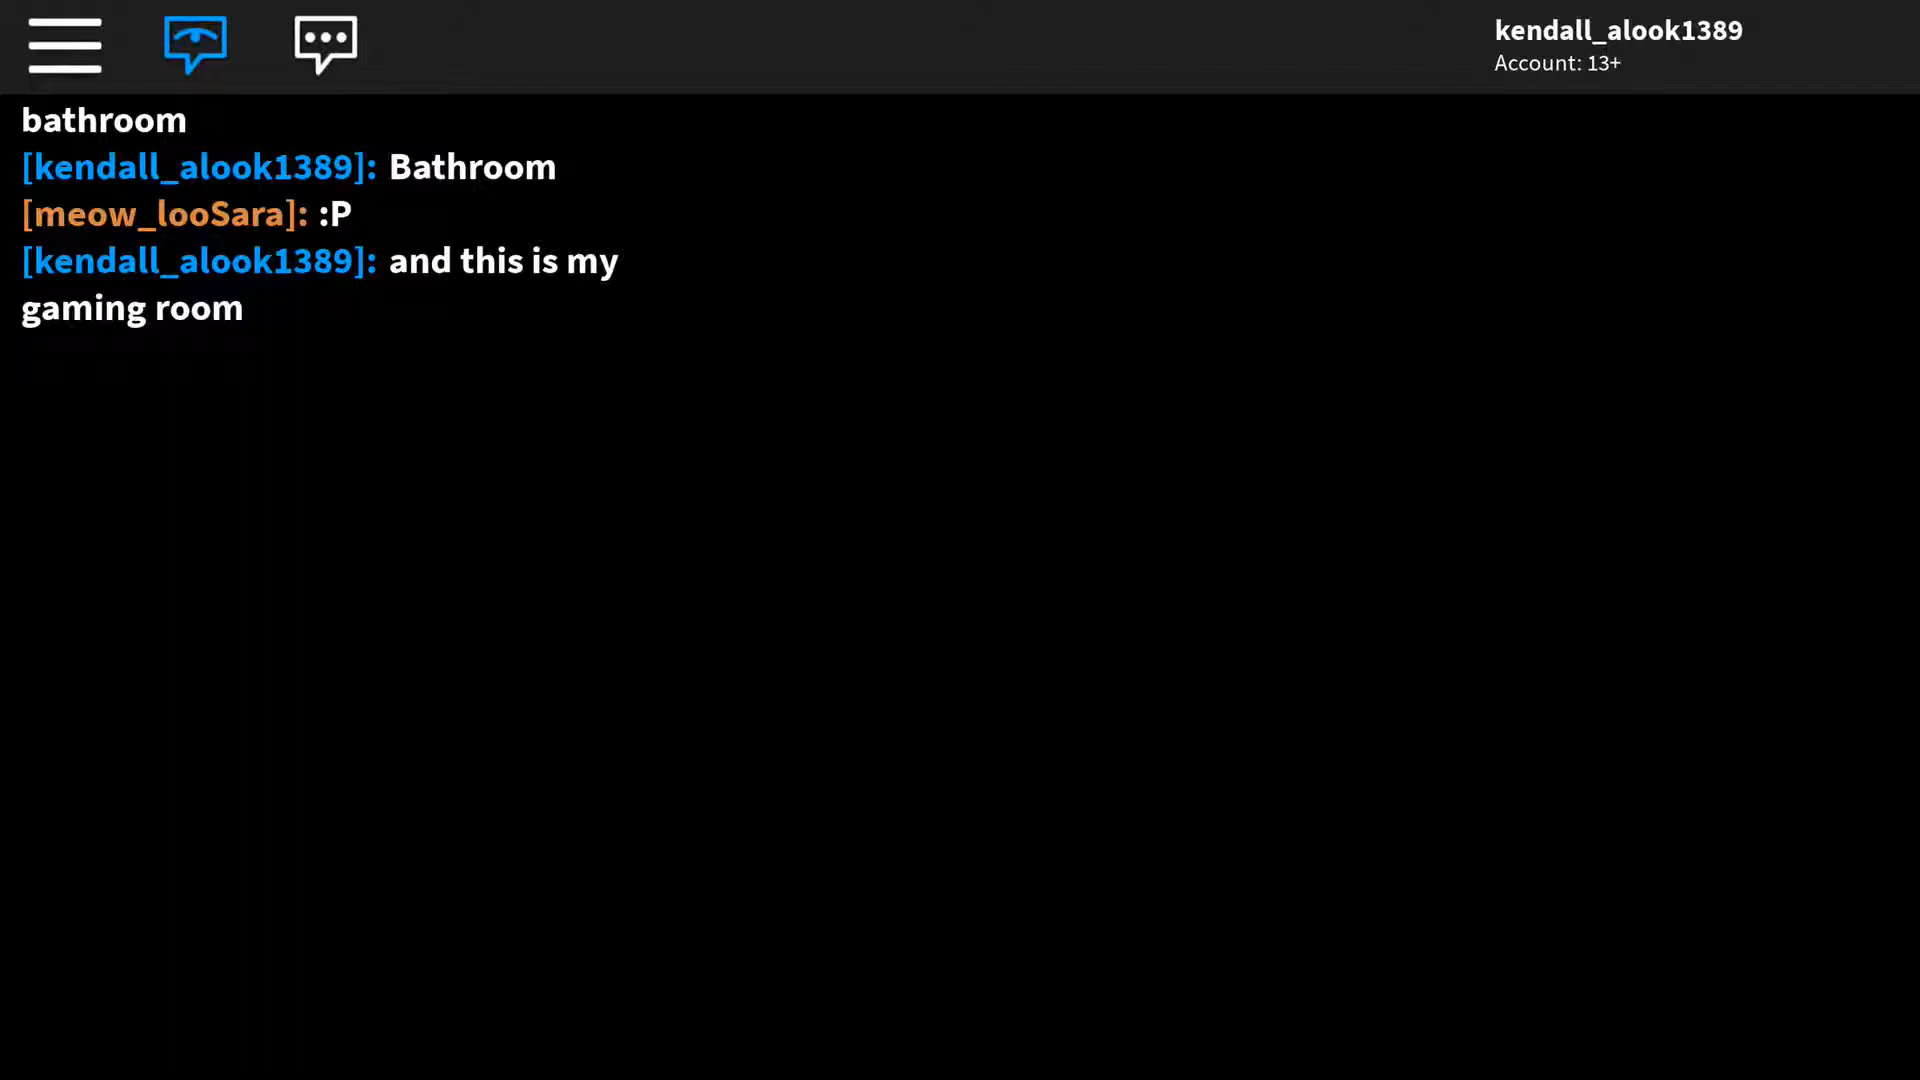 kendall_alook1389
Account: 13+
bathroom
[kendall_alook1389]: Bathroom
[meow_looSara]: :P
[kendall_alook1389]: and this is my
gaming room